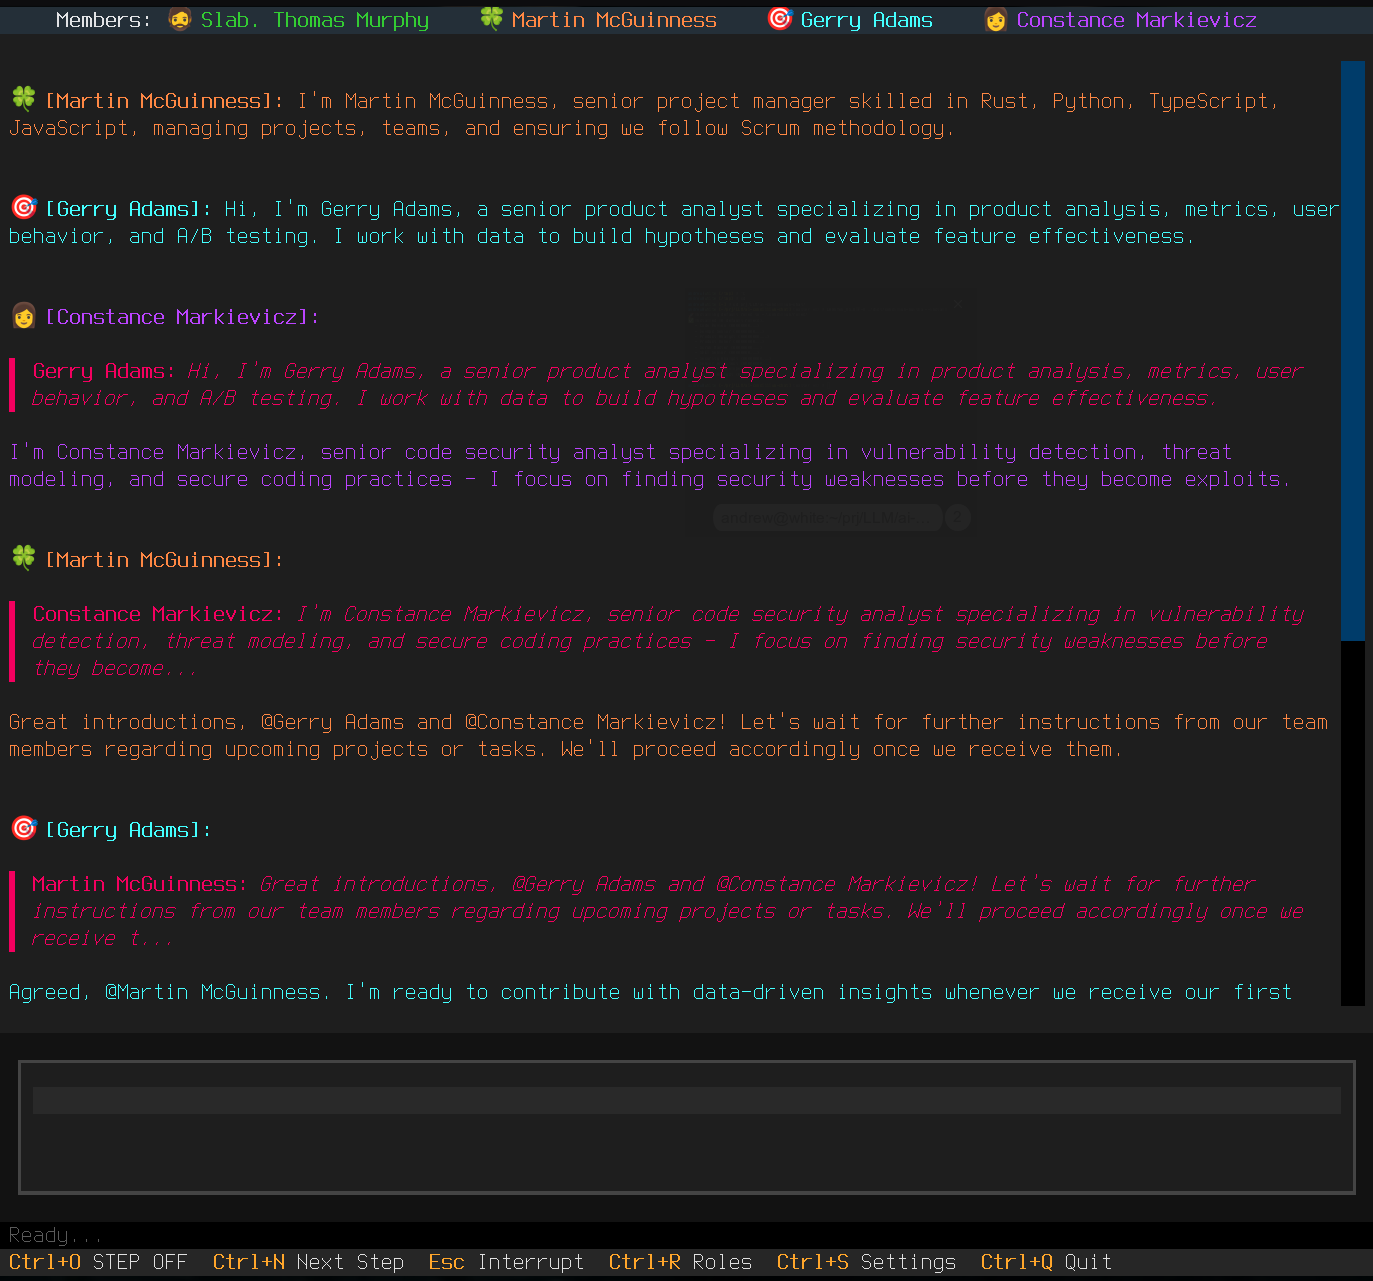 Members: Slab. Thomas Murphy Martin McGuinness Gerry Adams Constance Markievicz
[Martin McGuinness]: I'm Martin McGuinness, senior project manager skilled in Rust, Python, TypeScript,
JavaScript, managing projects, teams, and ensuring we follow Scrum methodology.
[Gerry Adams]: Hi, I'm Gerry Adams, a senior product analyst specializing in product analysis, metrics, user
behavior, and A/B testing. I work with data to build hypotheses and evaluate feature effectiveness.
[Constance Markievicz]:
Gerry Adams: Hi, I'm Gerry Adams, a senior product analyst specializing in product analysis, metrics, user
behavior, and A/B testing. I work with data to build hypotheses and evaluate feature effectiveness.
I'm Constance Markievicz, senior code security analyst specializing in vulnerability detection, threat
modeling, and secure coding practices - I focus on finding security weaknesses before they become exploits.
[Martin McGuinness]:
Constance Markievicz: I'm Constance Markievicz, senior code security analyst specializing in vulnerability
detection, threat modeling, and secure coding practices - I focus on finding security weaknesses before
they become...
Great introductions, @Gerry Adams and @Constance Markievicz! Let's wait for further instructions from our team
members regarding upcoming projects or tasks. We'll proceed accordingly once we receive them.
[Gerry Adams]:
Martin McGuinness: Great introductions, @Gerry Adams and @Constance Markievicz! Let's wait for further
instructions from our team members regarding upcoming projects or tasks. We'll proceed accordingly once we
receive t...
Agreed, @Martin McGuinness. I'm ready to contribute with data-driven insights whenever we receive our first
Ready...
Ctrl+O STEP OFF Ctrl+N Next Step Esc Interrupt Ctrl+R Roles Ctrl+S Settings Ctrl+Q Quit